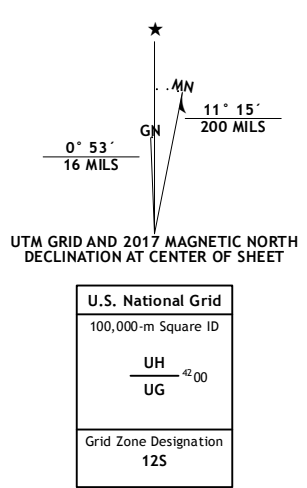 ★
MN
GN
11° 15´
200 MILS
0° 53´
16 MILS
UTM GRID AND 2017 MAGNETIC NORTH
DECLINATION AT CENTER OF SHEET
U.S. National Grid
100,000-m Square ID
UH
4200
UG
Grid Zone Designation
12S